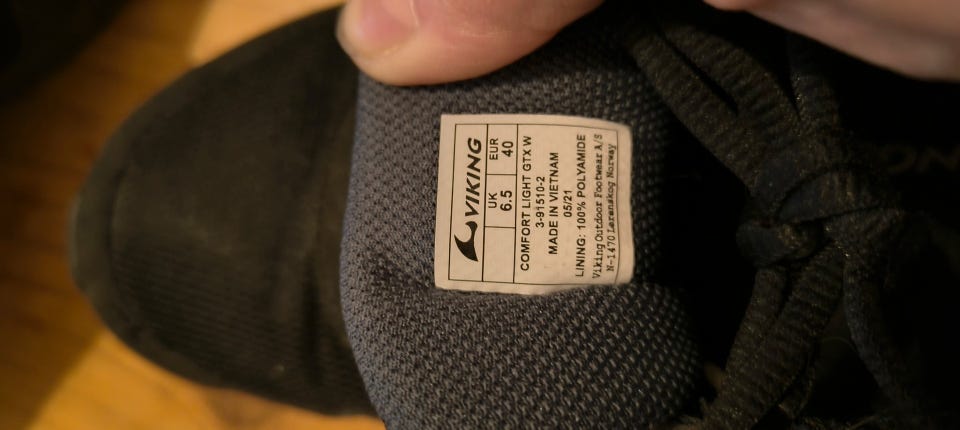 VIKING
UK EUR
6.5 40
COMFORT LIGHT GTX W
3-91510-2
MADE IN VIETNAM
05/21
LINING: 100% POLYAMIDE
Viking Outdoor Footwear A/S
N-1470 Lørenskog Norway